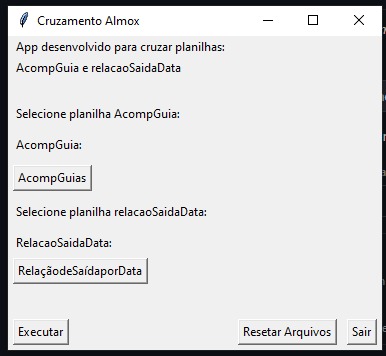 Cruzamento Almox
App desenvolvido para cruzar planilhas:
AcompGuia e relacaoSaidaData
Selecione planilha AcompGuia:
AcompGuia:
AcompGuias
Selecione planilha relacaoSaidaData:
RelacaoSaidaData:
RelaçãodeSaídaporData
Executar
Resetar Arquivos
Sair